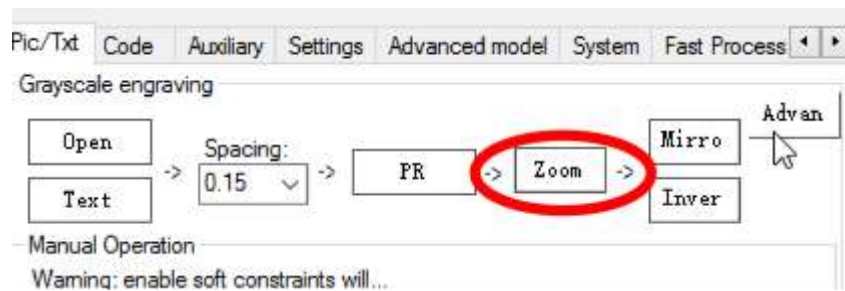 Pic/Txt Code Auxiliary Settings Advanced model System Fast Process
Grayscale engraving
Open
Text
->
Spacing:
0.15
->
PR
->
Zoom
->
Mirro
Inver
Advan
Manual Operation
Warning: enable soft constraints will...